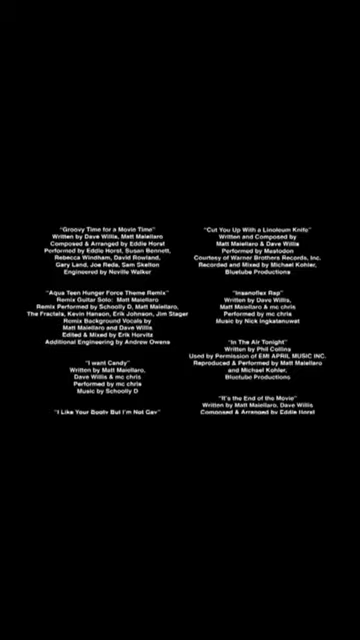 "Groovy Time for a Movie Time"
Written by Dave Willis, Matt Maiellaro
Composed & Arranged by Eddie Horst
Performed by Eddie Horst, Susan Bennett,
Rebecca Windham, David Rowland,
Gary Land, Joe Reda, Sam Skelton
Engineered by Neville Walker
"Aqua Teen Hunger Force Theme Remix"
Remix Guitar Solo: Matt Maiellaro
Remix Performed by Schoolly D, Matt Maiellaro,
The Fractels, Kevin Hanson, Erik Johnson, Jim Stager
Remix Background Vocals by
Matt Maiellaro and Dave Willis
Edited & Mixed by Erik Horvitz
Additional Engineering by Andrew Owens
"I want Candy"
Written by Matt Maiellaro,
Dave Willis & mc chris
Performed by mc chris
Music by Schoolly D
"I Like Your Booty But I'm Not Gay"
"Cut You Up With a Linoleum Knife"
Written and Composed by
Matt Maiellaro & Dave Willis
Performed by Mastodon
Courtesy of Warner Brothers Records, Inc.
Recorded and Mixed by Michael Kohler,
Bluetube Productions
"Insanoflex Rap"
Written by Dave Willis,
Matt Maiellaro & mc chris
Performed by mc chris
Music by Nick Ingkatanuwat
"In The Air Tonight"
Written by Phil Collins
Used by Permission of EMI APRIL MUSIC INC.
Reproduced & Performed by Matt Maiellaro
and Michael Kohler,
Bluetube Productions
"It's the End of the Movie"
Written by Matt Maiellaro, Dave Willis
Composed & Arranged by Eddie Horst